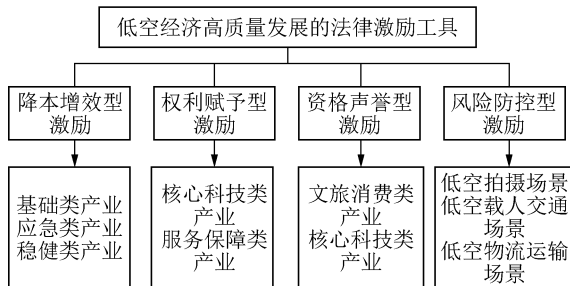 低空经济高质量发展的法律激励工具
降本增效型
激励
权利赋予型
激励
资格声誉型
激励
风险防控型
激励
基础类产业
应急类产业
稳健类产业
核心科技类
产业
服务保障类
产业
文旅消费类
产业
核心科技类
产业
低空拍摄场景
低空载人交通
场景
低空物流运输
场景